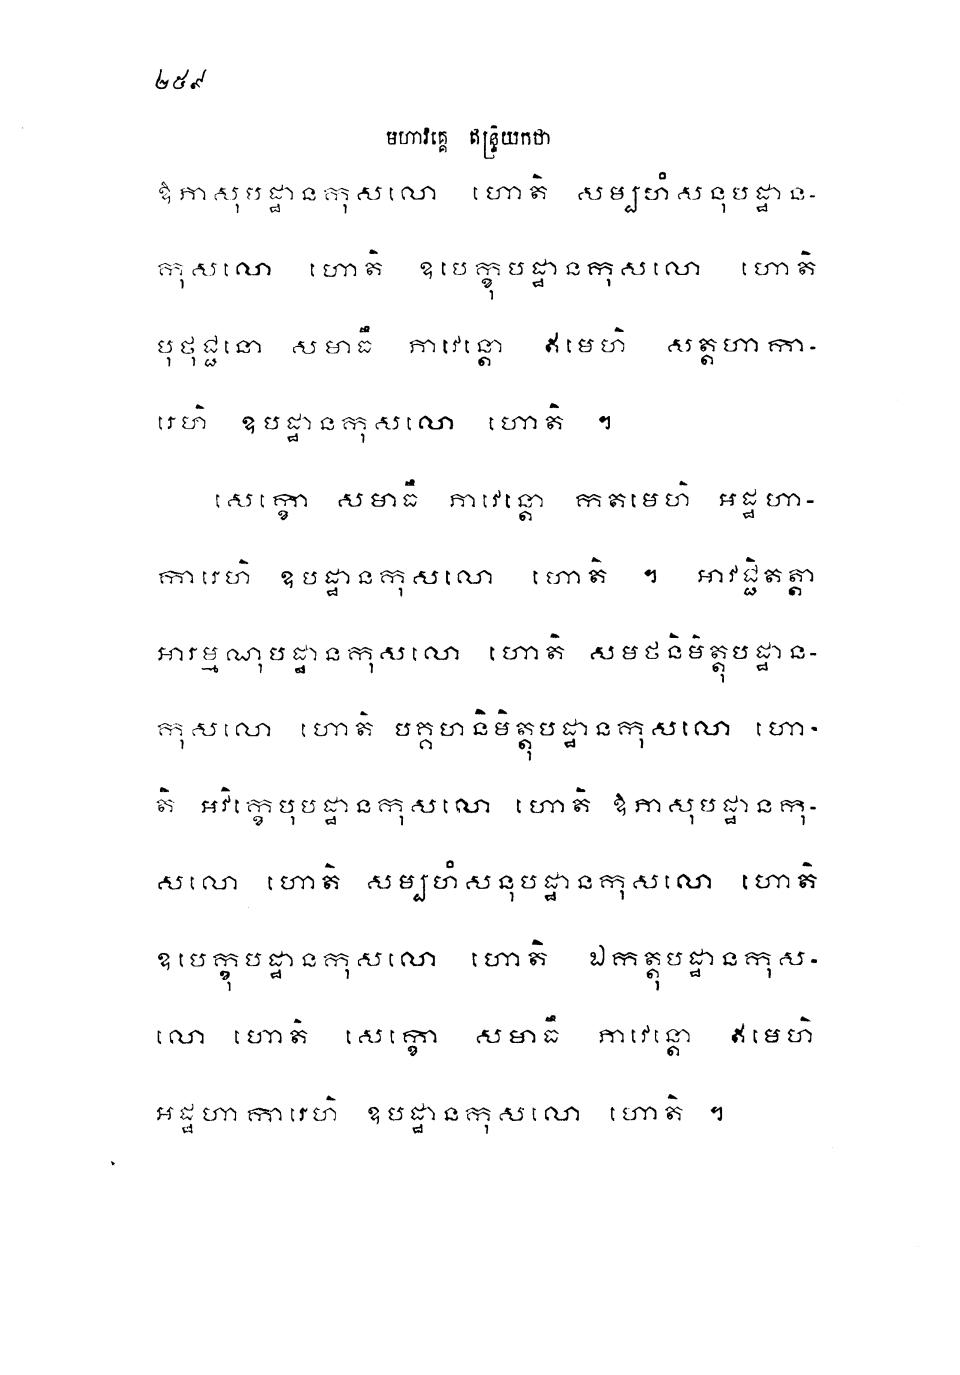 ២៥៩
មហាវគ្គេ ឥន្ទ្រិយកថា
ឱភាសុបដ្ឋានកុសលោ ហោតិ សម្បហំសនុបដ្ឋាន-
កុសលោ ហោតិ ឧបេក្ខុបដ្ឋានកុសលោ ហោតិ
បុថុជ្ជនោ សមាធឹ ភាវេន្តោ ឥមេហិ សត្តហាកា-
រេហិ ឧបដ្ឋានកុសលោ ហោតិ ។
សេក្ខោ សមាធឹ ភាវេន្តោ កតមេហិ អដ្ឋហា-
ការេហិ ឧបដ្ឋានកុសលោ ហោតិ ។ អាវជ្ជិតត្តា
អារម្មណុបដ្ឋានកុសលោ ហោតិ សមថនិមិត្តុបដ្ឋាន-
កុសលោ ហោតិ បគ្គហនិមិត្តុបដ្ឋានកុសលោ ហោ-
តិ អវិក្ខេបុបដ្ឋានកុសលោ ហោតិ ឱភាសុបដ្ឋានកុ-
សលោ ហោតិ សម្បហំសនុបដ្ឋានកុសលោ ហោតិ
ឧបេក្ខុបដ្ឋានកុសលោ ហោតិ ឯកត្តុបដ្ឋានកុស-
លោ ហោតិ សេក្ខោ សមាធឹ ភាវេន្តោ ឥមេហិ
អដ្ឋហាការេហិ ឧបដ្ឋានកុសលោ ហោតិ ។